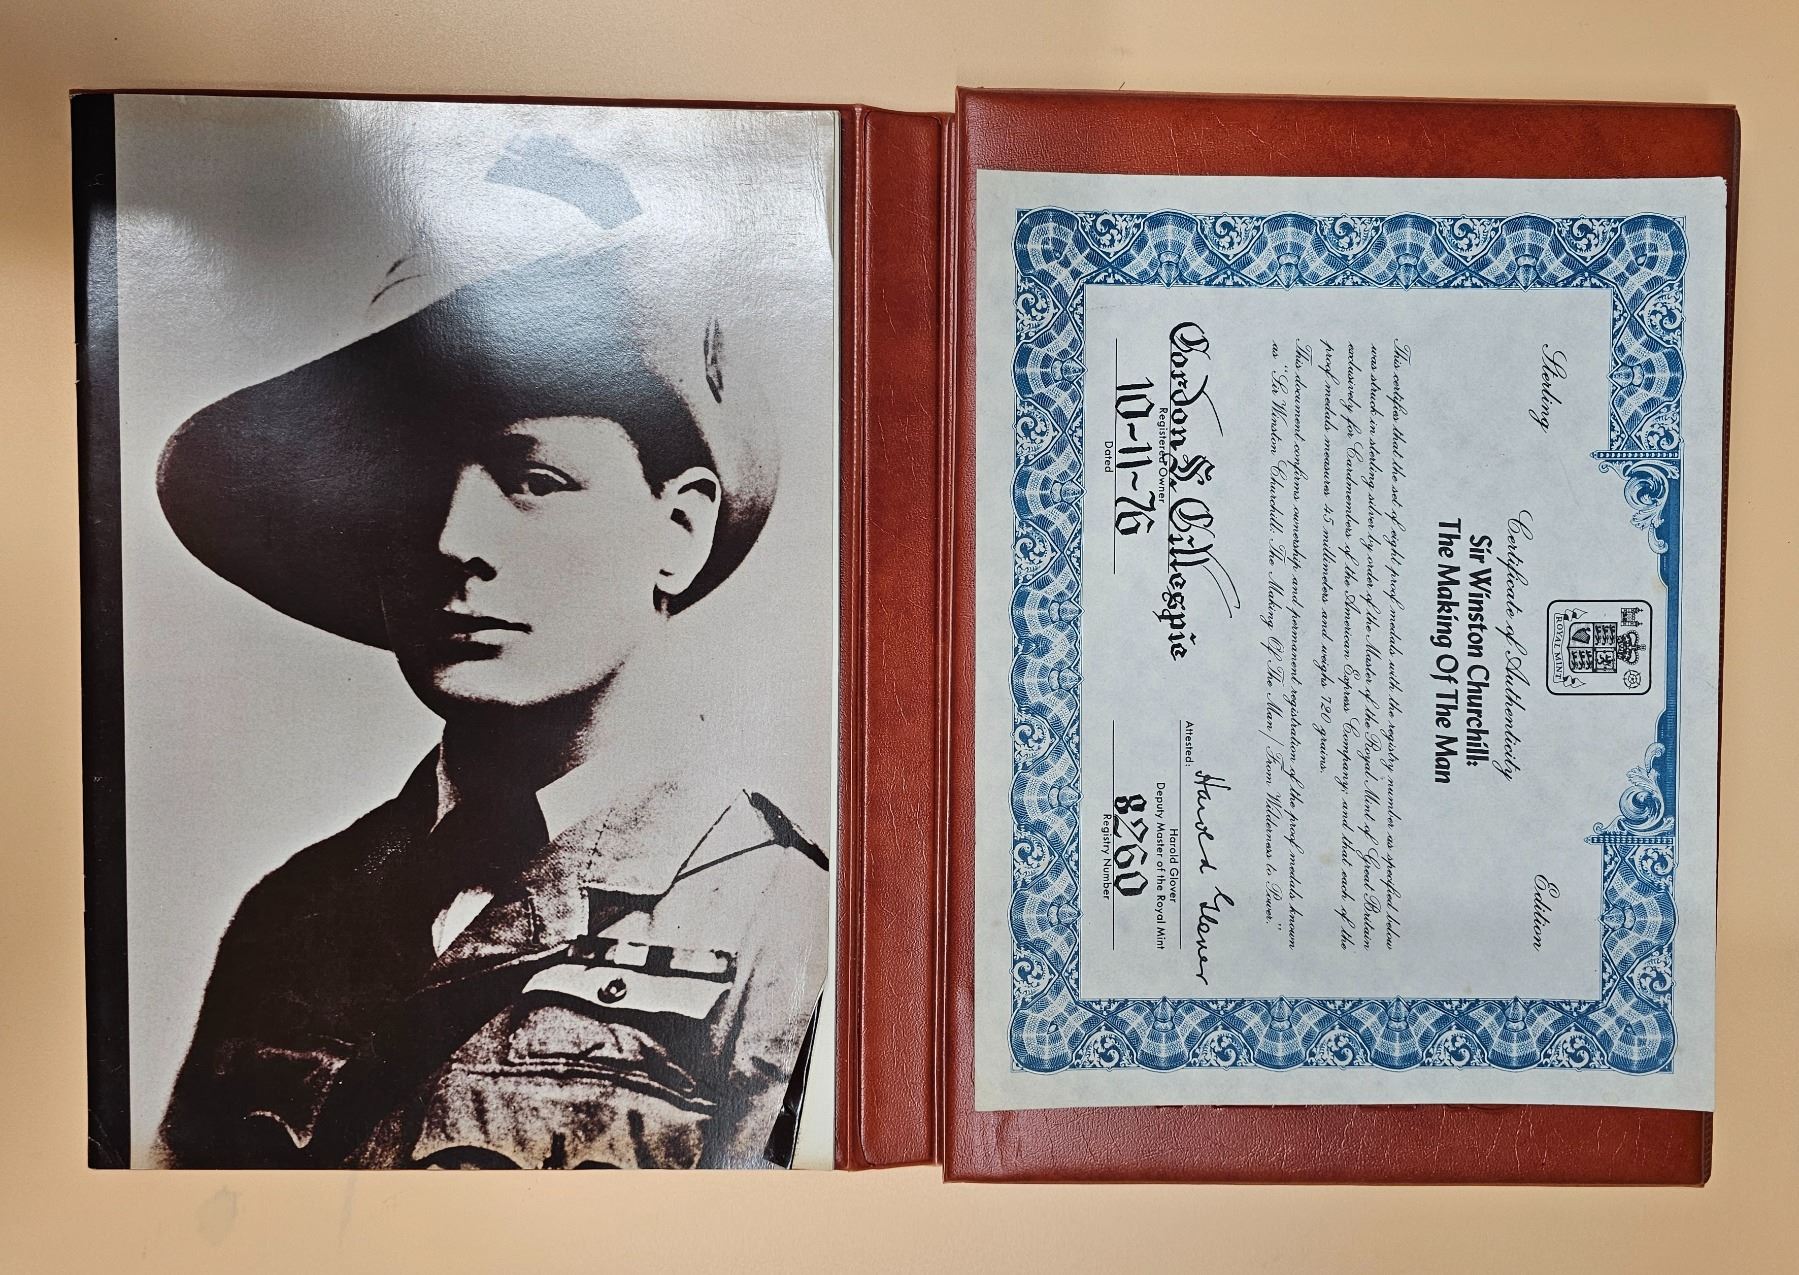 ROYAL MINT
Sterling
Edition
Certificate of Authenticity
Sir Winston Churchill:
The Making Of The Man
This certifies that the set of eight proof medals with the registry number as specified below
was struck in sterling silver by order of the Master of the Royal Mint of Great Britain
exclusively for Cardmembers of the American Express Company; and that each of the
proof medals measures 45 millimeters and weighs 720 grains.
This document confirms ownership and permanent registration of the proof medals known
as "Sir Winston Churchill: The Making Of The Man / From Wilderness to Power."
Gordon S. Gillespie
Registered Owner
10-11-76
Dated
Attested:
Harold Glover
Harold Glover
Deputy Master of the Royal Mint
8260
Registry Number